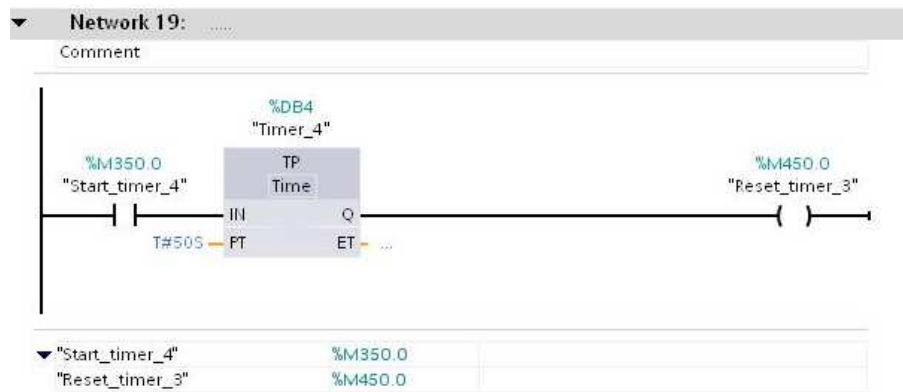 Network 19: .....
Comment
%DB4
"Timer_4"
%M350.0
"Start_timer_4"
TP
Time
%M450.0
"Reset_timer_3"
IN Q
T#50S PT ET ...
"Start_timer_4" %M350.0
"Reset_timer_3" %M450.0